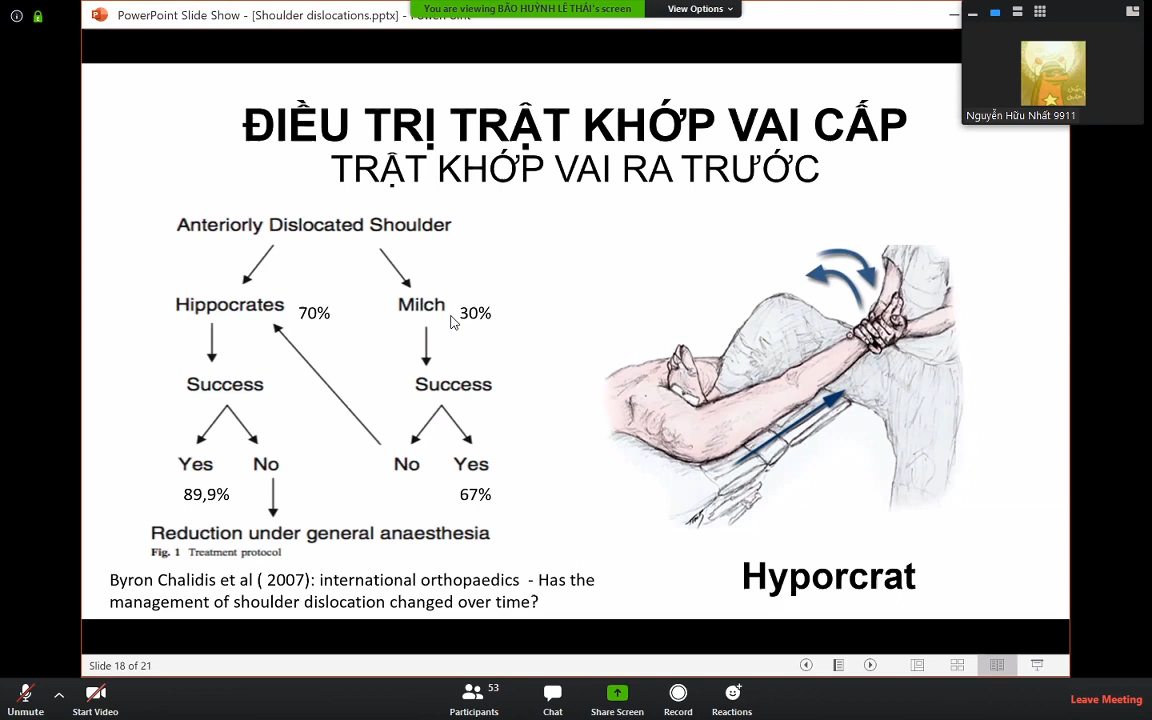 PowerPoint Slide Show - [Shoulder dislocations.pptx] -
You are viewing BÃO HUỲNH LÊ THÁI's screen
View Options
Nguyễn Hữu Nhất 9911
ĐIỀU TRỊ TRẬT KHỚP VAI CẤP
TRẬT KHỚP VAI RA TRƯỚC
Anteriorly Dislocated Shoulder
Hippocrates 70% Milch 30%
Success Success
Yes No No Yes
89,9% 67%
Reduction under general anaesthesia
Fig. 1 Treatment protocol
Byron Chalidis et al ( 2007): international orthopaedics - Has the
management of shoulder dislocation changed over time?
Hyporcrat
Slide 18 of 21
Unmute Start Video Participants 53 Chat Share Screen Record Reactions Leave Meeting